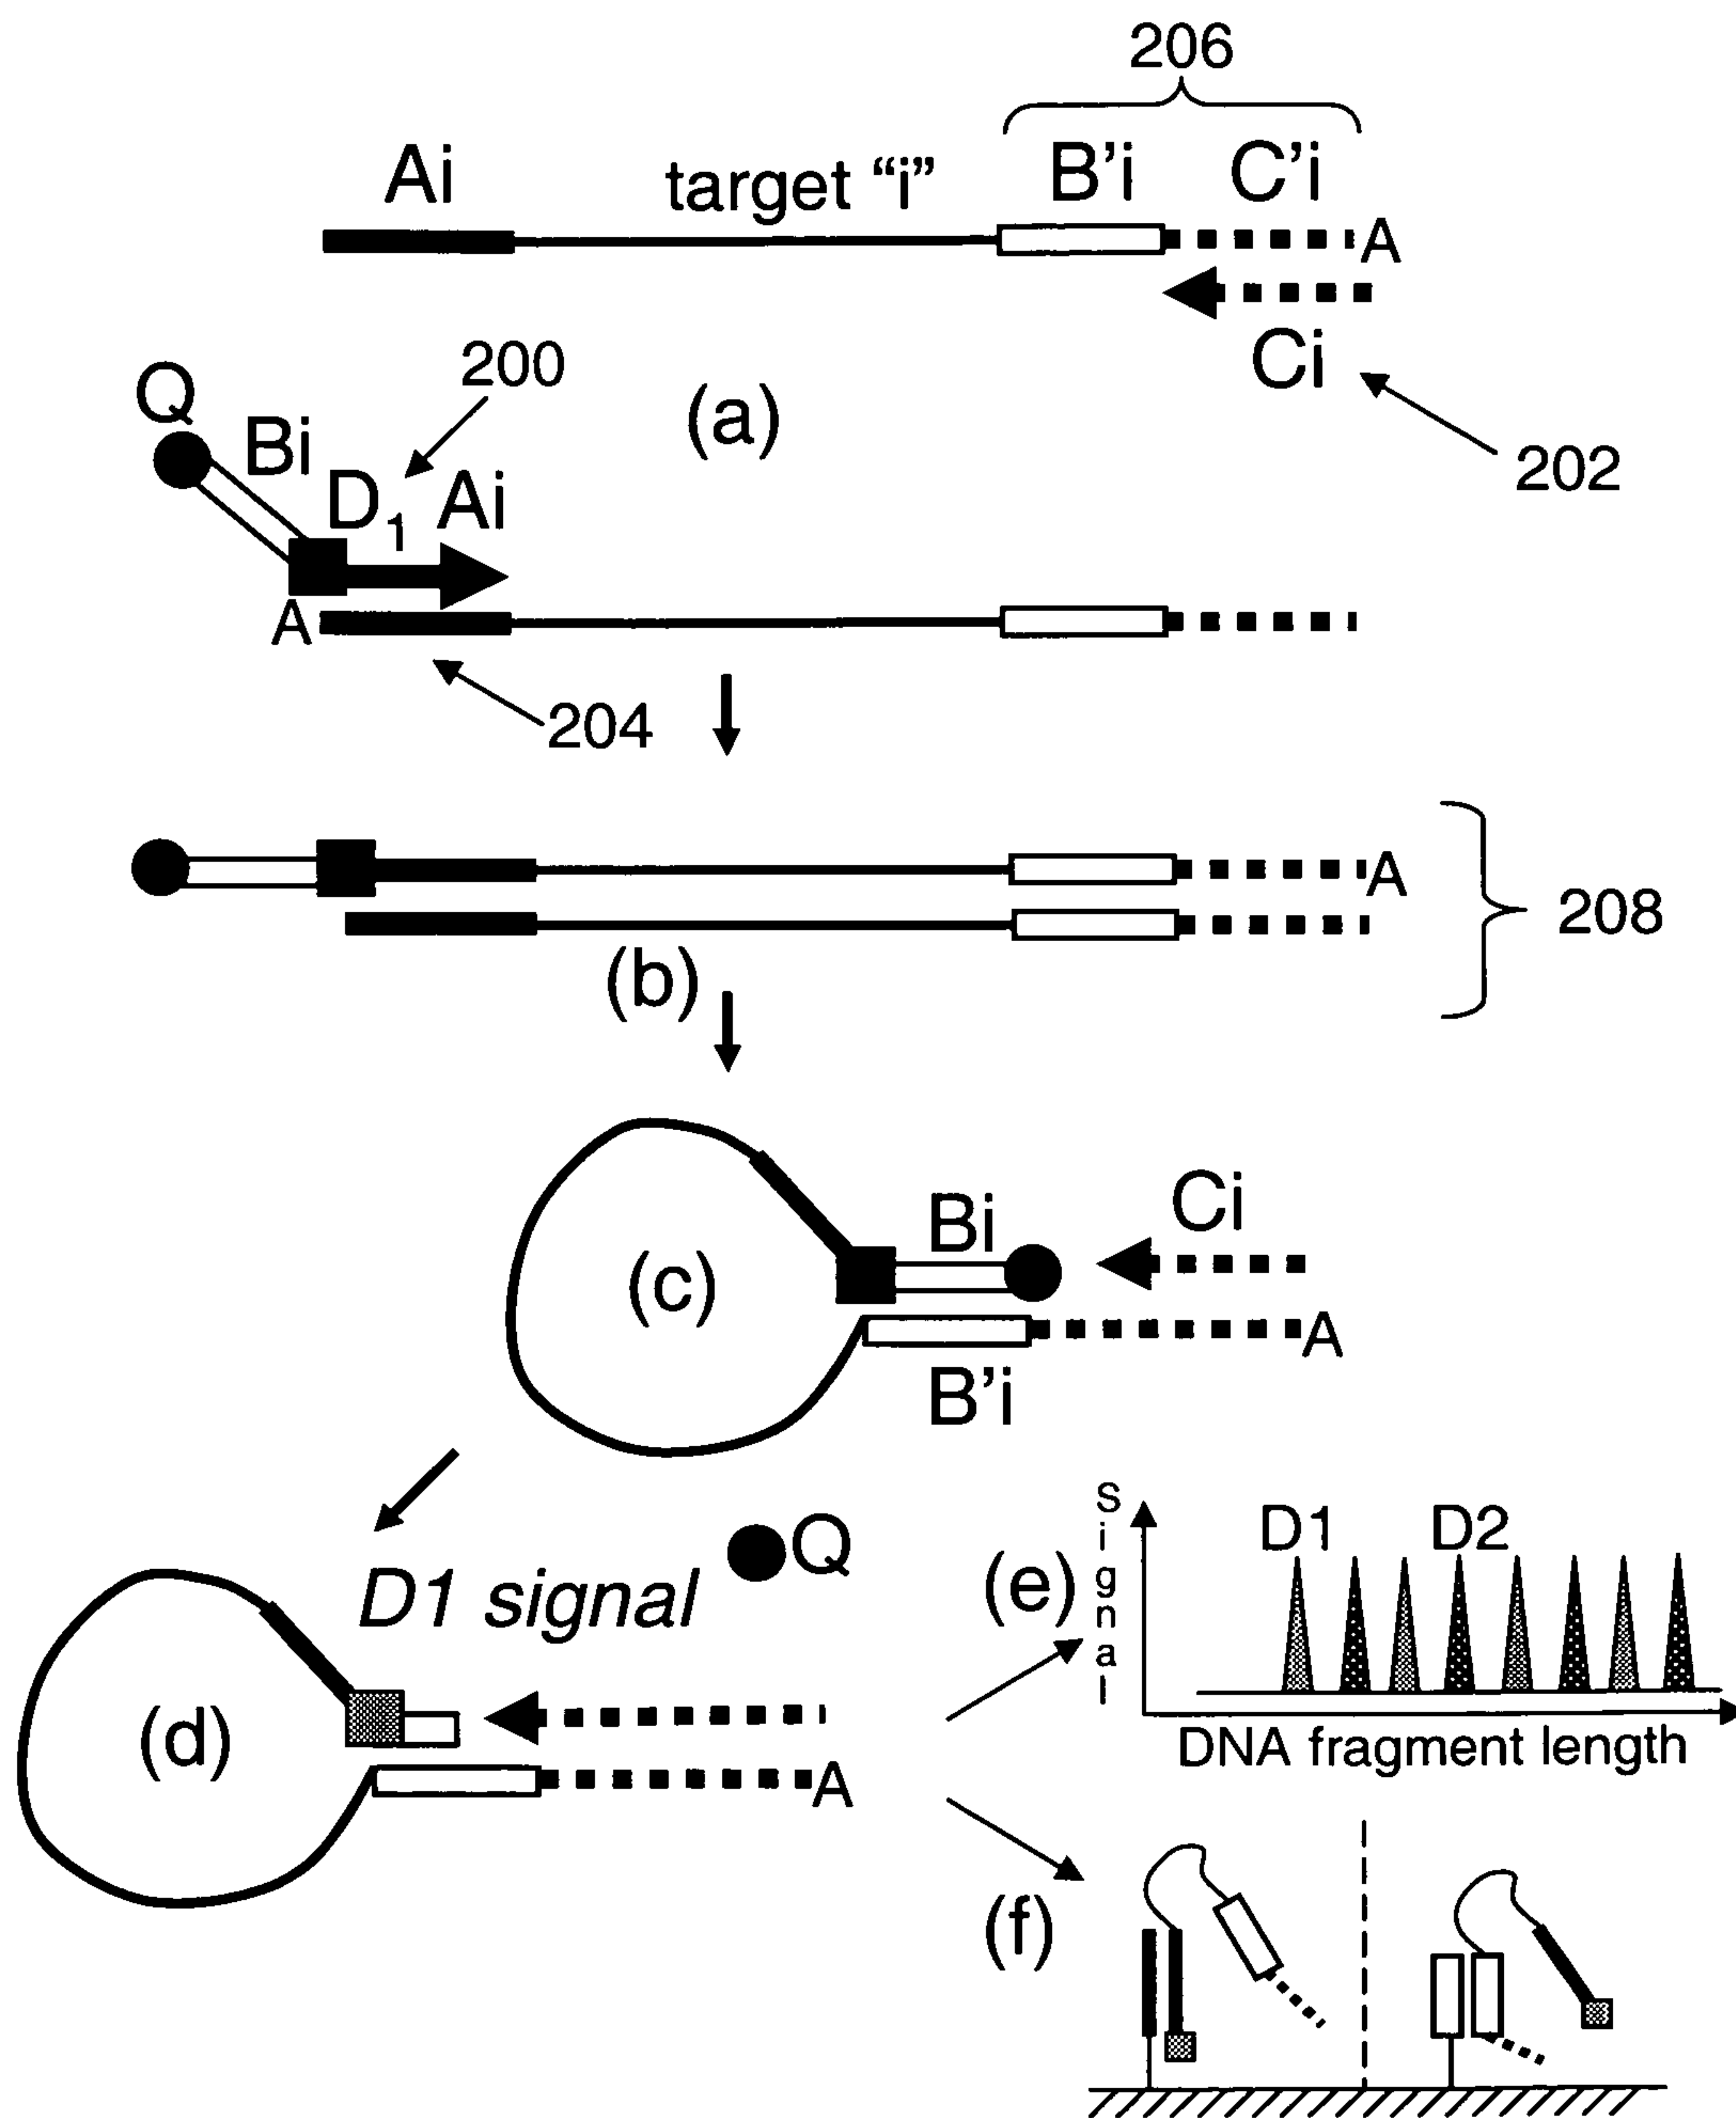 206
Ai target “i” B’i C’i
A
Ci
200
202
Q
Bi
(a)
D1 Ai
A
204
A
208
(b)
Ci
Bi
(c)
A
B’i
Signal
D1 D2
Q
(e)
D1 signal
(d)
DNA fragment length
A
(f)